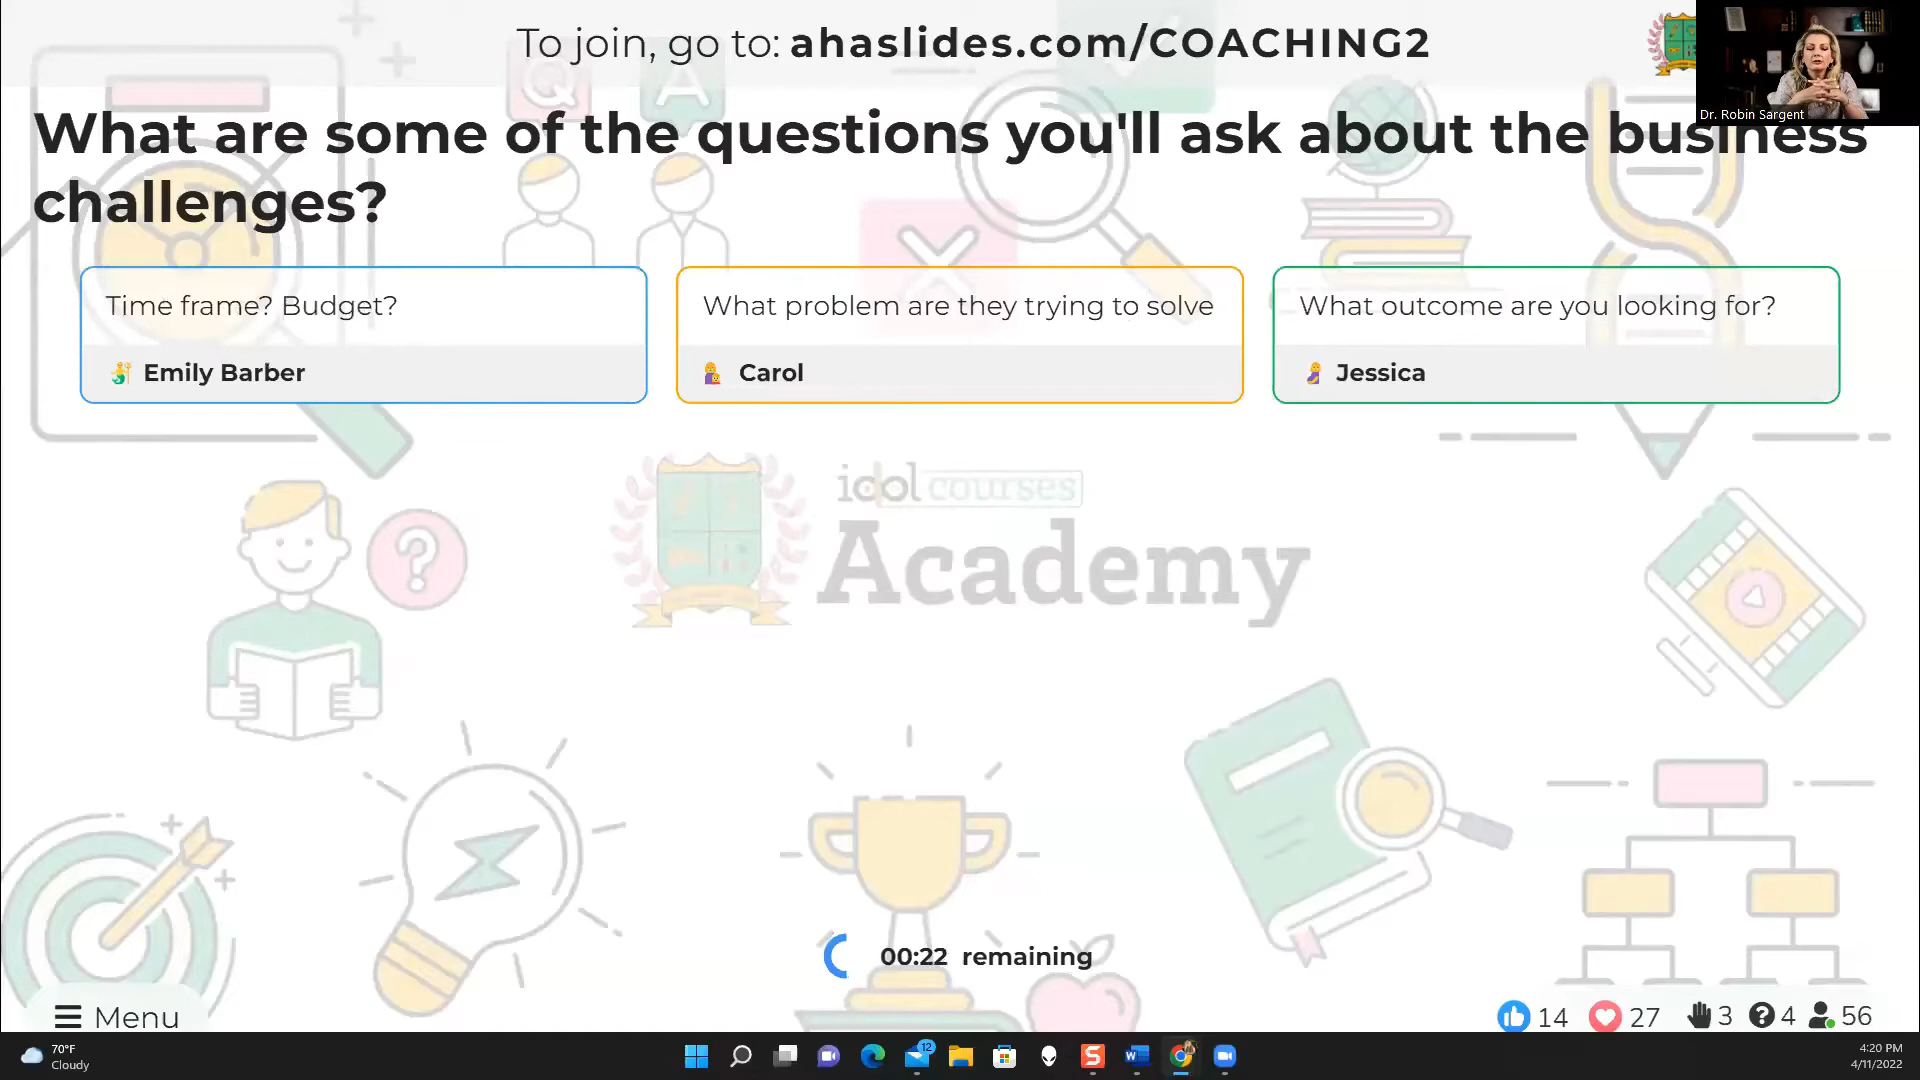 To join, go to: ahaslides.com/COACHING2
Dr. Robin Sargent
Q A
What are some of the questions you'll ask about the business
challenges?
Time frame? Budget?
Emily Barber
What problem are they trying to solve
Carol
What outcome are you looking for?
Jessica
idol courses
Academy
?
00:22 remaining
Menu
14 27 3 4 56
70°F
Cloudy
12
4:20 PM
4/11/2022